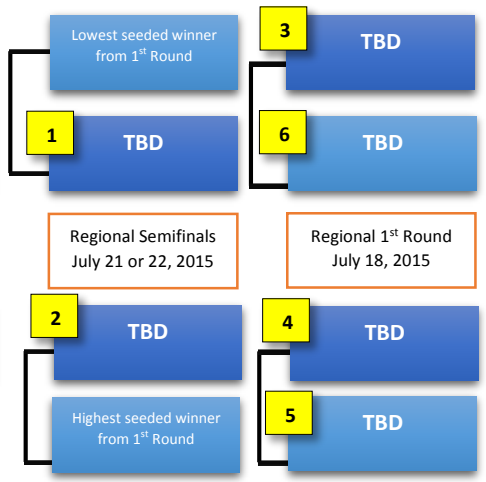 Lowest seeded winner
from 1st Round
1
TBD
Regional Semifinals
July 21 or 22, 2015
2
TBD
Highest seeded winner
from 1st Round
3
TBD
6
TBD
Regional 1st Round
July 18, 2015
4
TBD
5
TBD